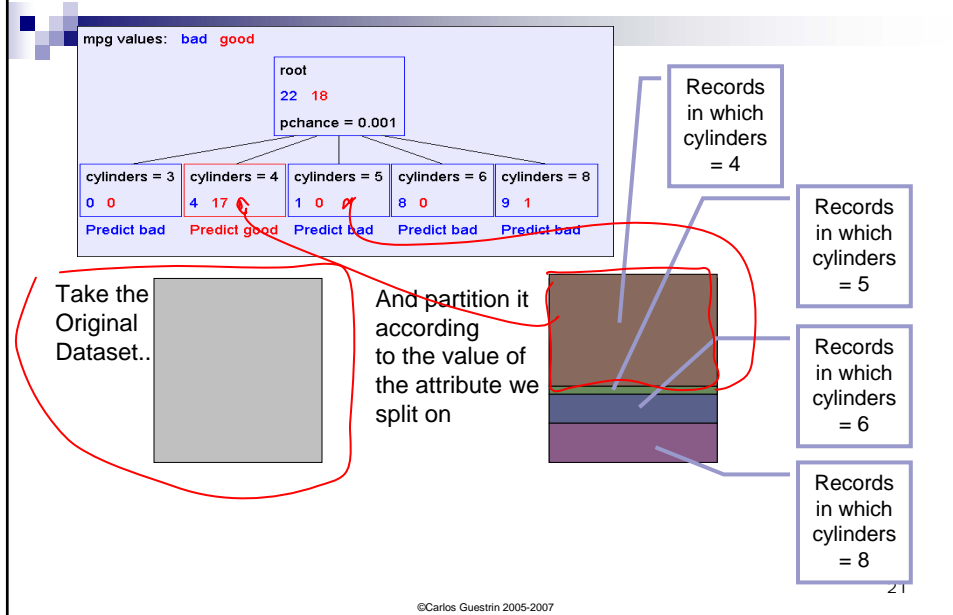 mpg values: bad good
root
22 18
pchance = 0.001
cylinders = 3
0 0
Predict bad
cylinders = 4
4 17
Predict good
cylinders = 5
1 0
Predict bad
cylinders = 6
8 0
Predict bad
cylinders = 8
9 1
Predict bad
Take the
Original
Dataset..
And partition it
according
to the value of
the attribute we
split on
Records
in which
cylinders
= 4
Records
in which
cylinders
= 5
Records
in which
cylinders
= 6
Records
in which
cylinders
= 8
21
©Carlos Guestrin 2005-2007